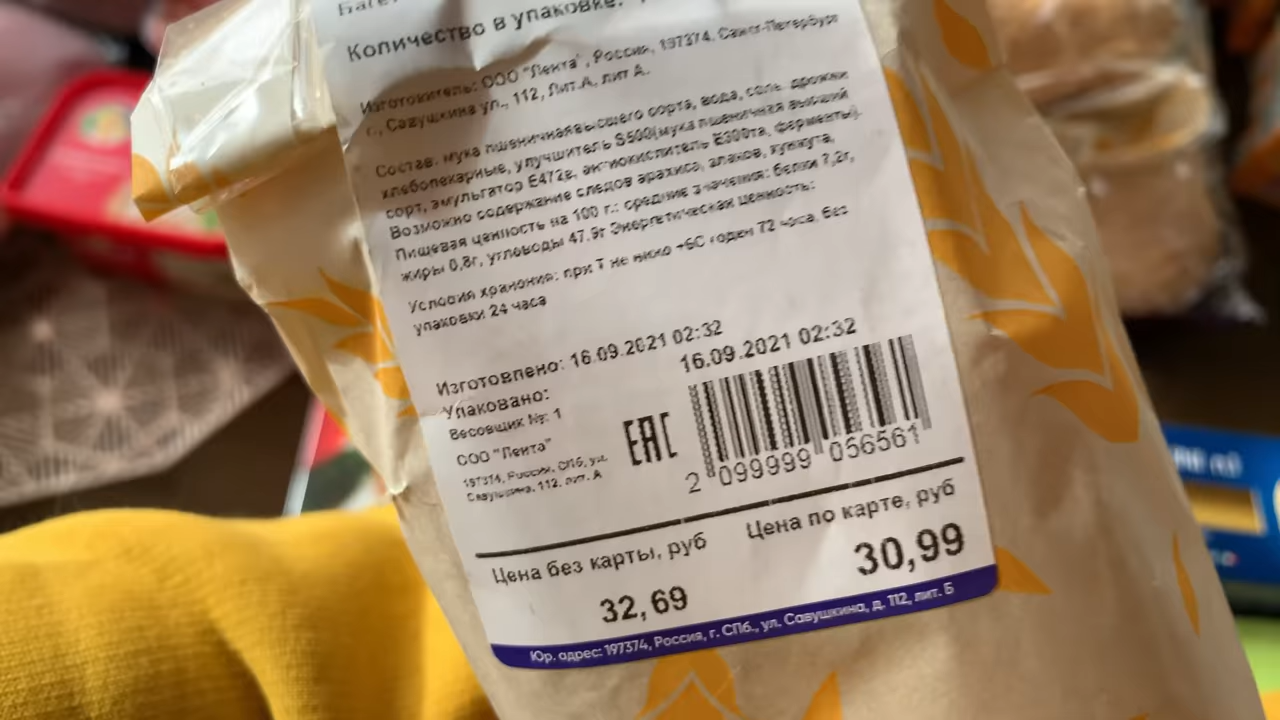 Количество в упаковке:
Изготовитель: ООО "Лента", Россия, 197374, Санкт-Петербург
г., Савушкина ул., 112, Лит.А, лит А.
Состав: мука пшеничнаявысшего сорта, вода, соль, дрожжи
хлебопекарные, улучшитель S500(мука пшеничная высший
сорт, эмульгатор Е472е, антиокислитель Е300та, ферменты).
Возможно содержание следов арахиса, злаков, кунжута,
Пищевая ценность на 100 г.: средние значения: белки 7,2г,
жиры 0,8г, углеводы 47,9г Энергетическая ценность:
Условия хранения: при Т не ниже +6С годен 72 часа, без
упаковки 24 часа
Изготовлено: 16.09.2021 02:32
Упаковано: 16.09.2021 02:32
Весовщик №: 1
ООО "Лента"
197374, Россия, СПб, ул.
Савушкина, 112, лит. А
ЕАС
2 099999 056561
Цена без карты, руб
Цена по карте, руб
32,69
30,99
Юр. адрес: 197374, Россия, г. СПб., ул. Савушкина, д. 112, лит. Б